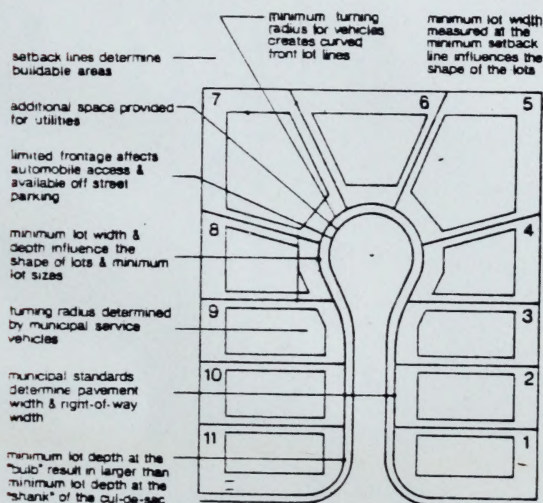 setback lines determine
buildable areas
additional space provided
for utilities
limited frontage affects
automobile access &
available off street
parking
minimum lot width &
depth influence the
shape of lots & minimum
lot sizes
turning radius determined
by municipal service
vehicles
municipal standards
determine pavement
width & right-of-way
width
minimum lot depth at the
"bulb" result in larger than
minimum lot depth at the
"shank" of the cul-de-sac
minimum turning
radius for vehicles
creates curved
front lot lines
minimum lot width
measured at the
minimum setback
line influences the
shape of the lots
7
6
5
8
4
9
3
10
2
11
1